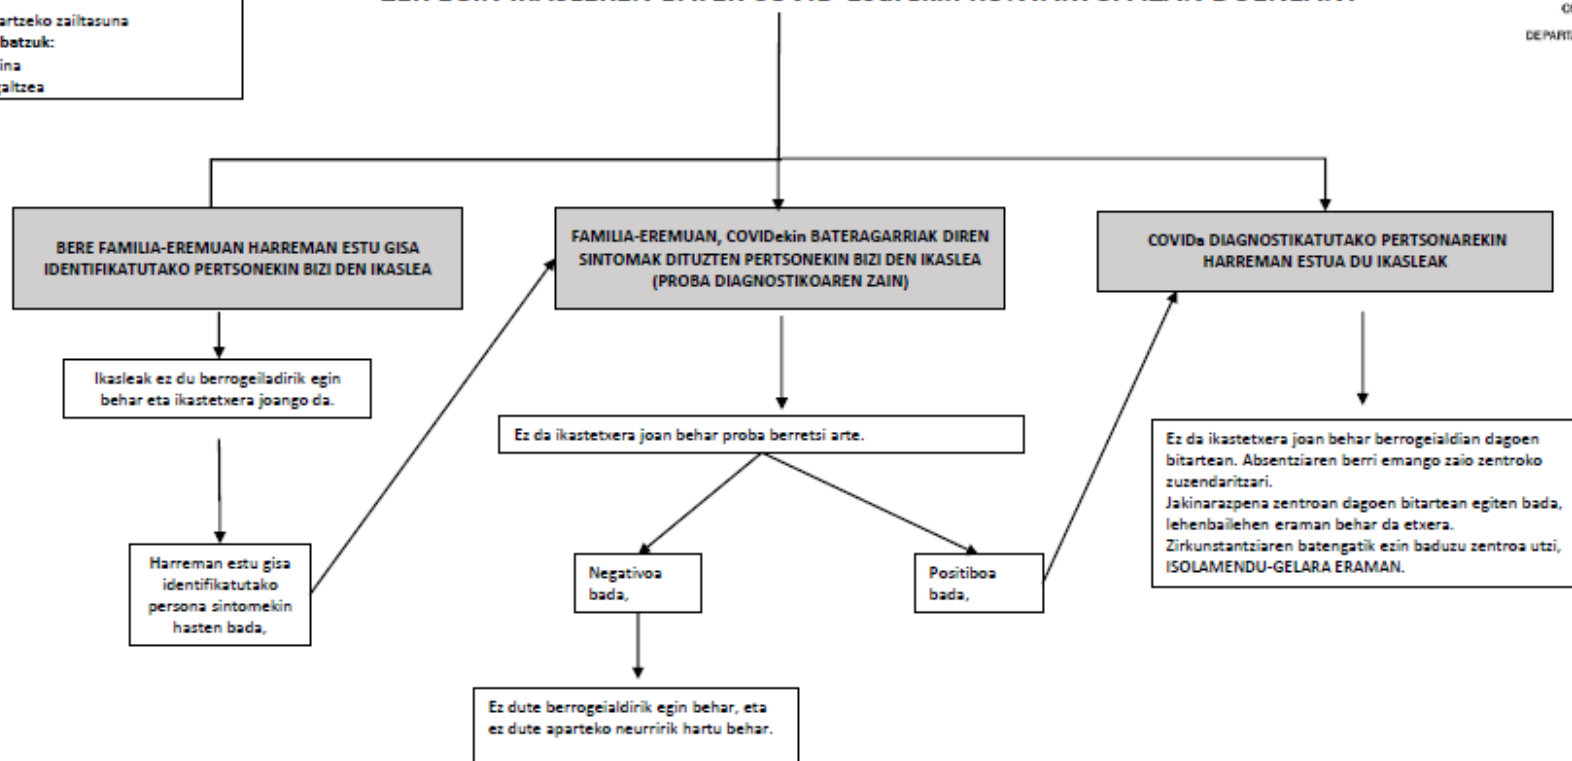 artzeko zailtasuna
batzuk:
ina
galtzea
DEPARTA
BERE FAMILIA-EREMUAN HARREMAN ESTU GISA
IDENTIFIKATUTAKO PERTSONEKIN BIZI DEN IKASLEA
FAMILIA-EREMUAN, COVIDekin BATERAGARRIAK DIREN
SINTOMAK DITUZTEN PERTSONEKIN BIZI DEN IKASLEA
(PROBA DIAGNOSTIKOAREN ZAIN)
COVIDa DIAGNOSTIKATUTAKO PERTSONAREKIN
HARREMAN ESTUA DU IKASLEAK
Ikasleak ez du berrogeiladirik egin
behar eta ikastetxera joango da.
Ez da ikastetxera joan behar proba berretsi arte.
Ez da ikastetxera joan behar berrogeialdian dagoen
bitartean. Absentziaren berri emango zaio zentroko
zuzendaritzari.
Jakinarazpena zentroan dagoen bitartean egiten bada,
lehenbailehen eraman behar da etxera.
Zirkunstantziaren batengatik ezin baduzu zentroa utzi,
ISOLAMENDU-GELARA ERAMAN.
Harreman estu gisa
identifikatutako
persona sintomekin
hasten bada,
Negativoa
bada,
Positiboa
bada,
Ez dute berrogeialdirik egin behar, eta
ez dute aparteko neurririk hartu behar.